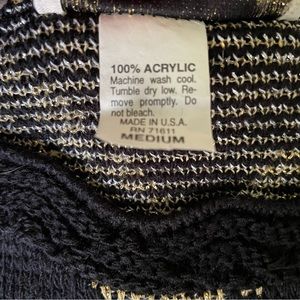 100% ACRYLIC
Machine wash cool.
Tumble dry low. Re-
move promptly. Do
not bleach.
MADE IN U.S.A.
RN 71611
MEDIUM